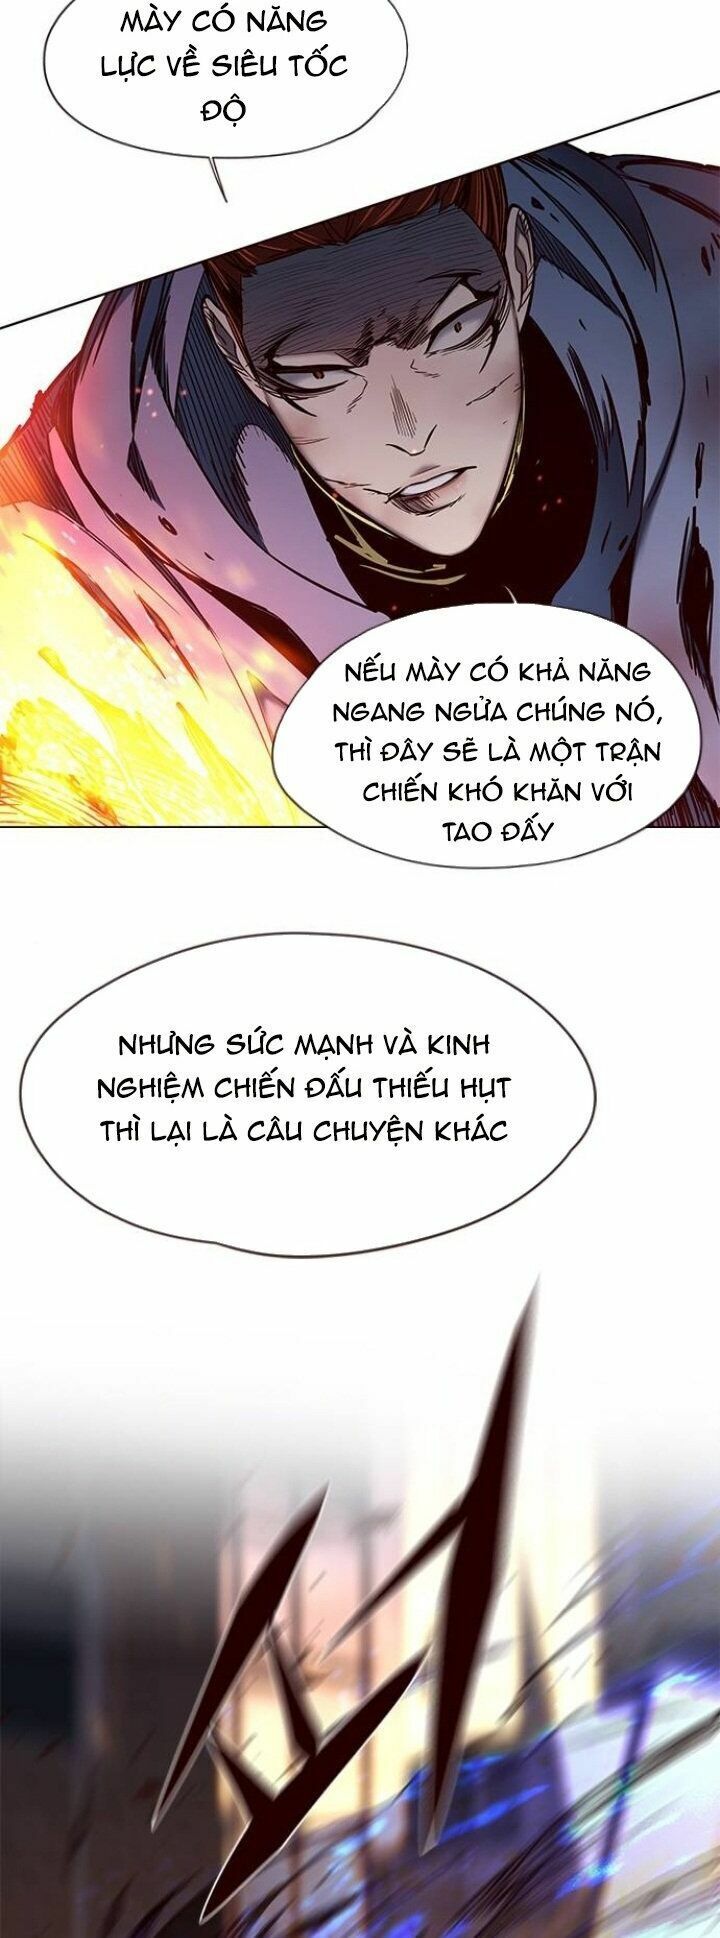 MÀY CÓ NĂNG
LỰC VỀ SIÊU TỐC
ĐỘ
NẾU MÀY CÓ KHẢ NĂNG
NGANG NGỬA CHÚNG NÓ,
THÌ ĐÂY SẼ LÀ MỘT TRẬN
CHIẾN KHÓ KHĂN VỚI
TAO ĐẤY
NHƯNG SỨC MẠNH VÀ KINH
NGHIỆM CHIẾN ĐẤU THIẾU HỤT
THÌ LẠI LÀ CÂU CHUYỆN KHÁC